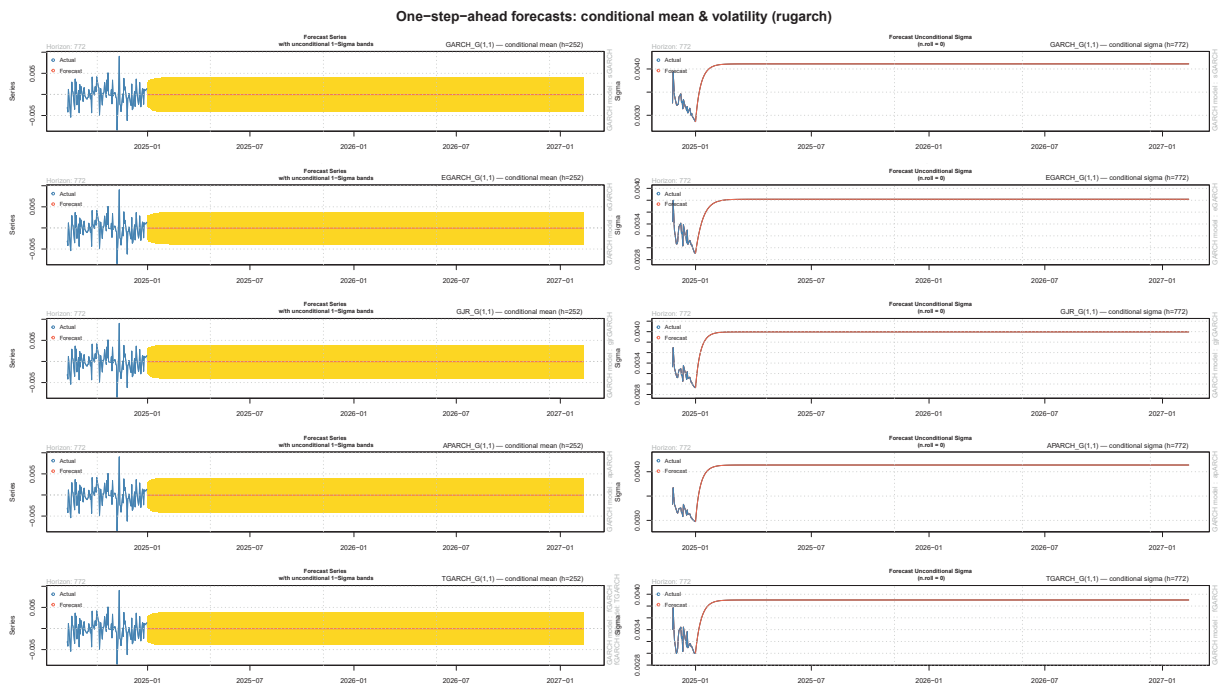 One−step−ahead forecasts: conditional mean & volatility (rugarch)
Forecast Series
with unconditional 1−Sigma bands
Horizon: 772
GARCH_G(1,1) — conditional mean (h=252)
Actual
Forecast
Series
0.005
−0.005
GARCH model : sGARCH
2025−01 2025−07 2026−01 2026−07 2027−01
Forecast Unconditional Sigma
(n.roll = 0)
Horizon: 772
GARCH_G(1,1) — conditional sigma (h=772)
Actual
Forecast
Sigma
0.0040
0.0030
GARCH model : sGARCH
2025−01 2025−07 2026−01 2026−07 2027−01
Forecast Series
with unconditional 1−Sigma bands
Horizon: 772
EGARCH_G(1,1) — conditional mean (h=252)
Actual
Forecast
Series
0.005
−0.005
GARCH model : eGARCH
2025−01 2025−07 2026−01 2026−07 2027−01
Forecast Unconditional Sigma
(n.roll = 0)
Horizon: 772
EGARCH_G(1,1) — conditional sigma (h=772)
Actual
Forecast
Sigma
0.0040
0.0034
0.0028
GARCH model : eGARCH
2025−01 2025−07 2026−01 2026−07 2027−01
Forecast Series
with unconditional 1−Sigma bands
Horizon: 772
GJR_G(1,1) — conditional mean (h=252)
Actual
Forecast
Series
0.005
−0.005
GARCH model : gjrGARCH
2025−01 2025−07 2026−01 2026−07 2027−01
Forecast Unconditional Sigma
(n.roll = 0)
Horizon: 772
GJR_G(1,1) — conditional sigma (h=772)
Actual
Forecast
Sigma
0.0040
0.0034
0.0028
GARCH model : gjrGARCH
2025−01 2025−07 2026−01 2026−07 2027−01
Forecast Series
with unconditional 1−Sigma bands
Horizon: 772
APARCH_G(1,1) — conditional mean (h=252)
Actual
Forecast
Series
0.005
−0.005
GARCH model : apARCH
2025−01 2025−07 2026−01 2026−07 2027−01
Forecast Unconditional Sigma
(n.roll = 0)
Horizon: 772
APARCH_G(1,1) — conditional sigma (h=772)
Actual
Forecast
Sigma
0.0040
0.0030
GARCH model : apARCH
2025−01 2025−07 2026−01 2026−07 2027−01
Forecast Series
with unconditional 1−Sigma bands
Horizon: 772
TGARCH_G(1,1) — conditional mean (h=252)
Actual
Forecast
Series
0.005
−0.005
GARCH model : fGARCH
fGARCH model : TGARCH
2025−01 2025−07 2026−01 2026−07 2027−01
Forecast Unconditional Sigma
(n.roll = 0)
Horizon: 772
TGARCH_G(1,1) — conditional sigma (h=772)
Actual
Forecast
Sigma
0.0040
0.0034
0.0028
GARCH model : fGARCH
2025−01 2025−07 2026−01 2026−07 2027−01